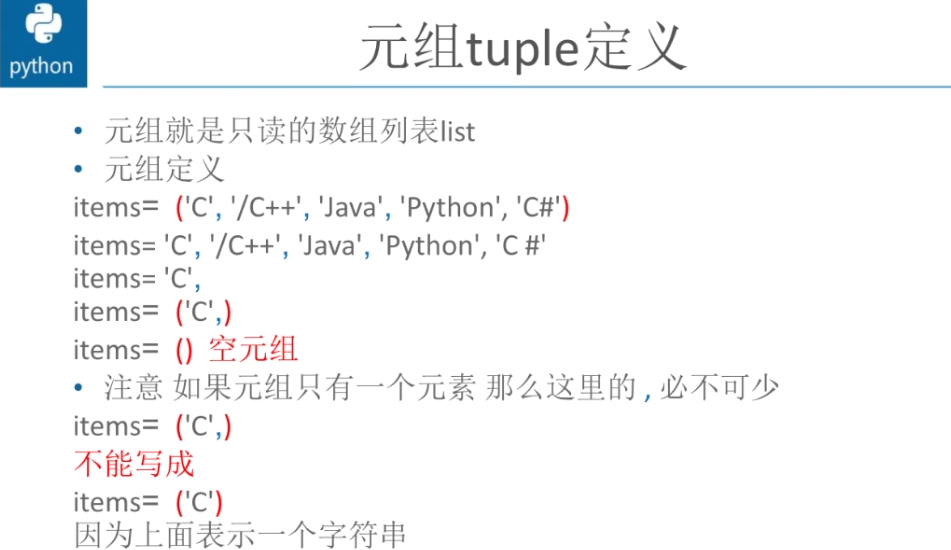 python
元组tuple定义
• 元组就是只读的数组列表list
• 元组定义
items= ('C', '/C++', 'Java', 'Python', 'C#')
items= 'C', '/C++', 'Java', 'Python', 'C #'
items= 'C',
items= ('C',)
items= () 空元组
• 注意 如果元组只有一个元素 那么这里的 , 必不可少
items= ('C',)
不能写成
items= ('C')
因为上面表示一个字符串